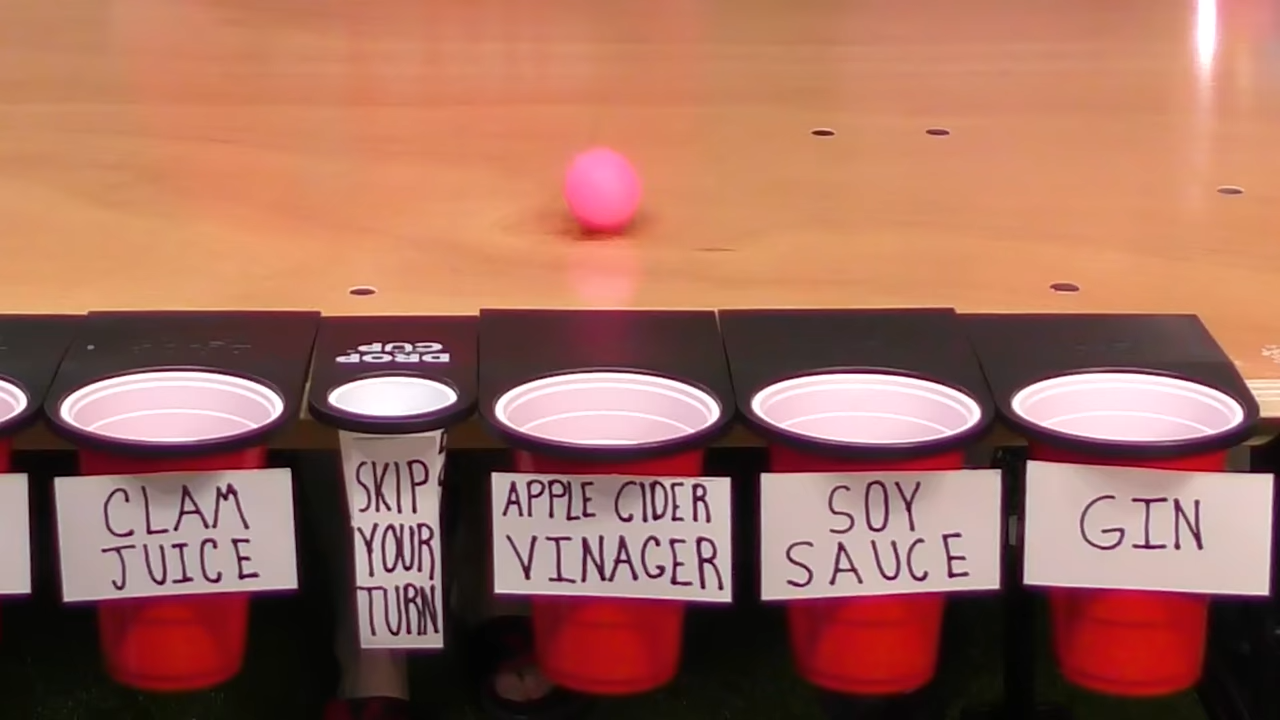 DROP
CUP
CLAM
JUICE
SKIP
YOUR
TURN
APPLE CIDER
VINAGER
SOY
SAUCE
GIN